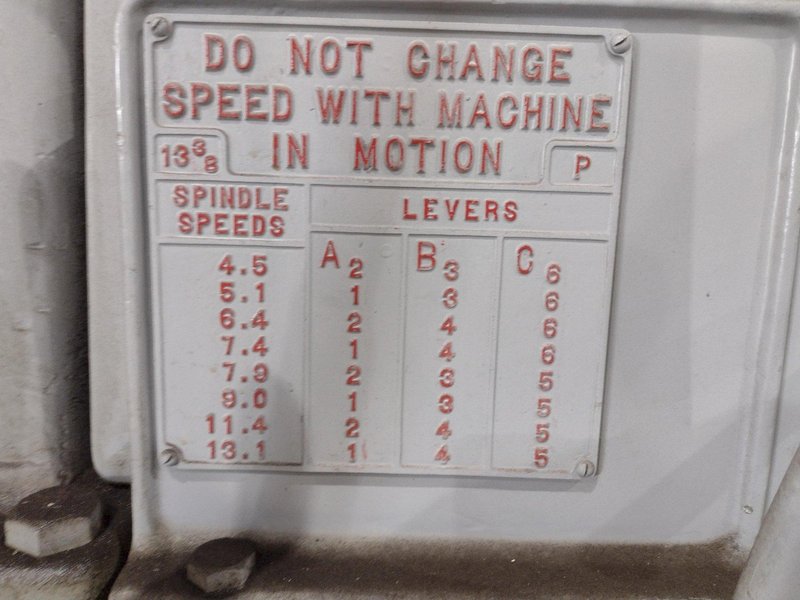 DO NOT CHANGE
SPEED WITH MACHINE
13 3/8 IN MOTION P
SPINDLE SPEEDS LEVERS
A B C
4.5 2 3 6
5.1 1 3 6
6.4 2 4 6
7.4 1 4 6
7.9 2 3 5
9.0 1 3 5
11.4 2 4 5
13.1 1 4 5